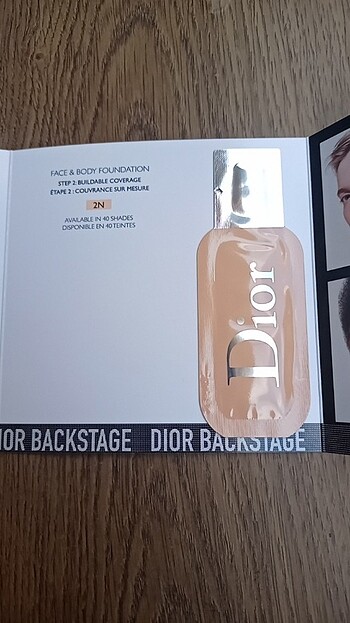 FACE & BODY FOUNDATION
STEP 2: BUILDABLE COVERAGE
ÉTAPE 2 : COUVRANCE SUR MESURE
2N
AVAILABLE IN 40 SHADES
DISPONIBLE EN 40 TEINTES
Dior
IOR BACKSTAGE DIOR BACKSTAGE